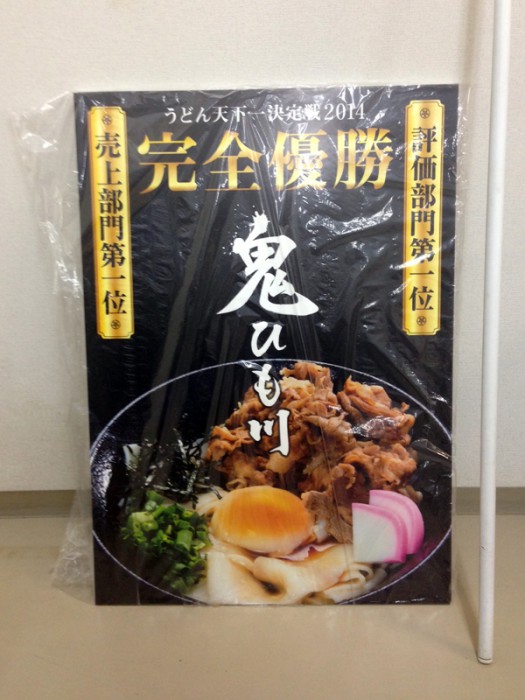 うどん天下一決定戦2014
完全優勝
売上部門第一位
評価部門第一位
鬼ひも川